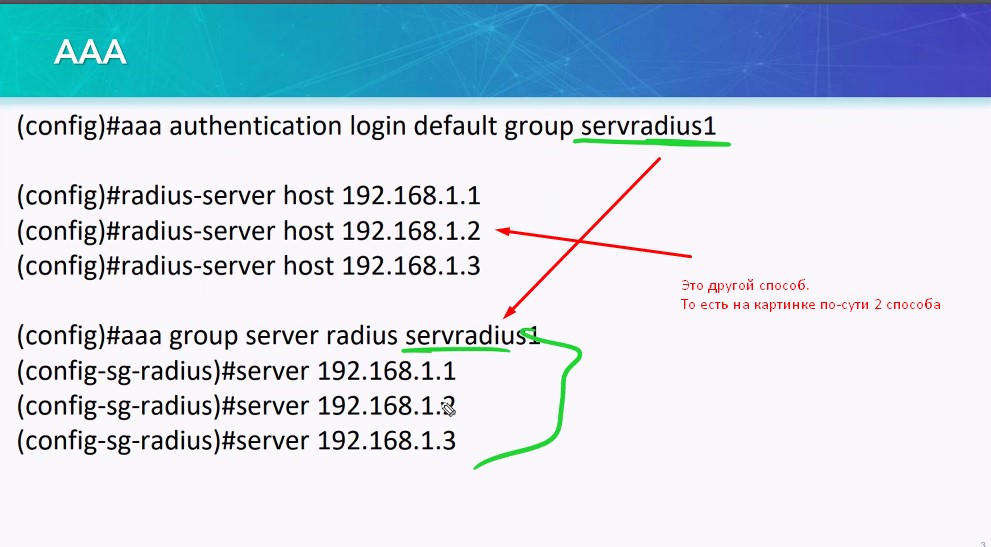 AAA
(config)#aaa authentication login default group servradius1
(config)#radius-server host 192.168.1.1
(config)#radius-server host 192.168.1.2
(config)#radius-server host 192.168.1.3
Это другой способ.
То есть на картинке по-сути 2 способа
(config)#aaa group server radius servradius1
(config-sg-radius)#server 192.168.1.1
(config-sg-radius)#server 192.168.1.2
(config-sg-radius)#server 192.168.1.3
3